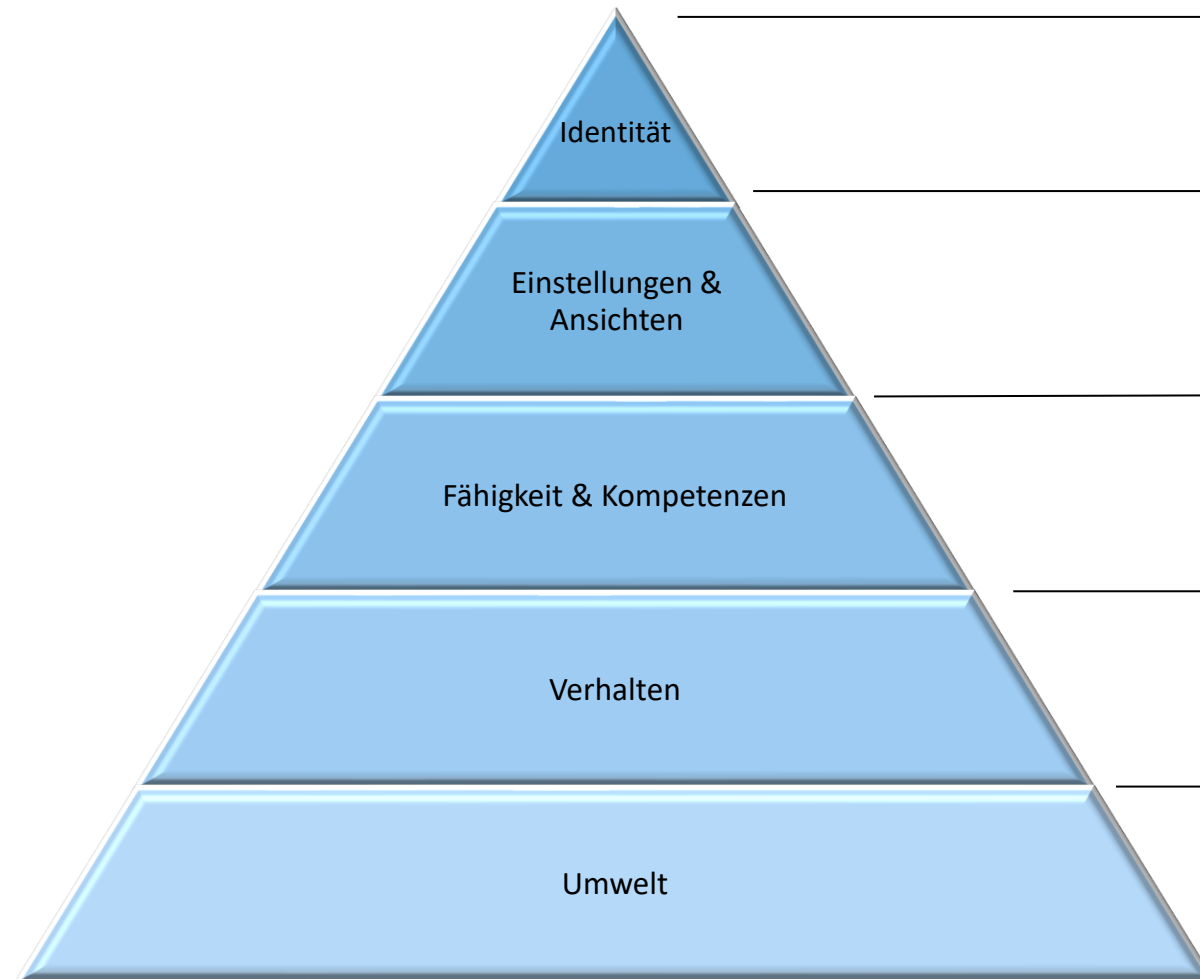 Identität
Einstellungen &
Ansichten
Fähigkeit & Kompetenzen
Verhalten
Umwelt